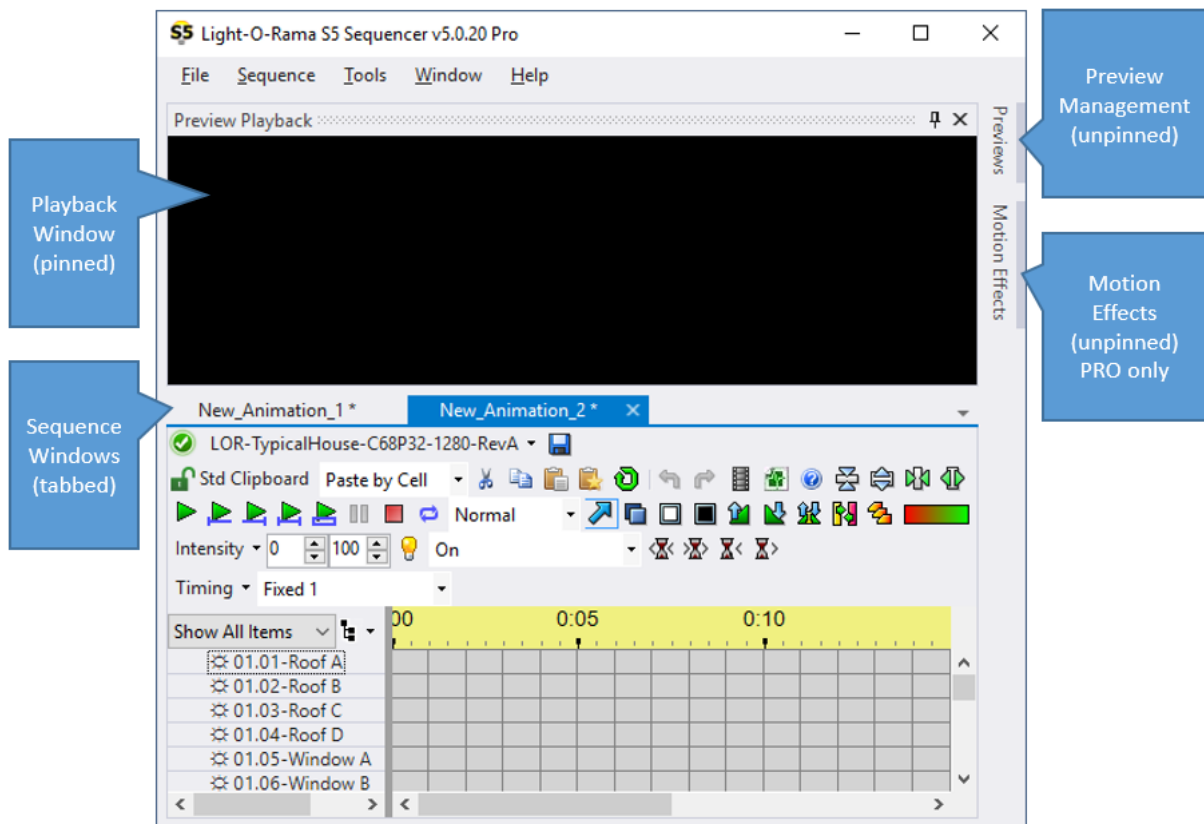 S5 Light-O-Rama S5 Sequencer v5.0.20 Pro
File Sequence Tools Window Help
Preview Playback
Previews
Motion Effects
Preview
Management
(unpinned)
Playback
Window
(pinned)
Motion
Effects
(unpinned)
PRO only
Sequence
Windows
(tabbed)
New_Animation_1 * New_Animation_2 *
LOR-TypicalHouse-C68P32-1280-RevA
Std Clipboard Paste by Cell
Normal
Intensity 0 100 On
Timing Fixed 1
Show All Items 00 0:05 0:10
01.01-Roof A
01.02-Roof B
01.03-Roof C
01.04-Roof D
01.05-Window A
01.06-Window B